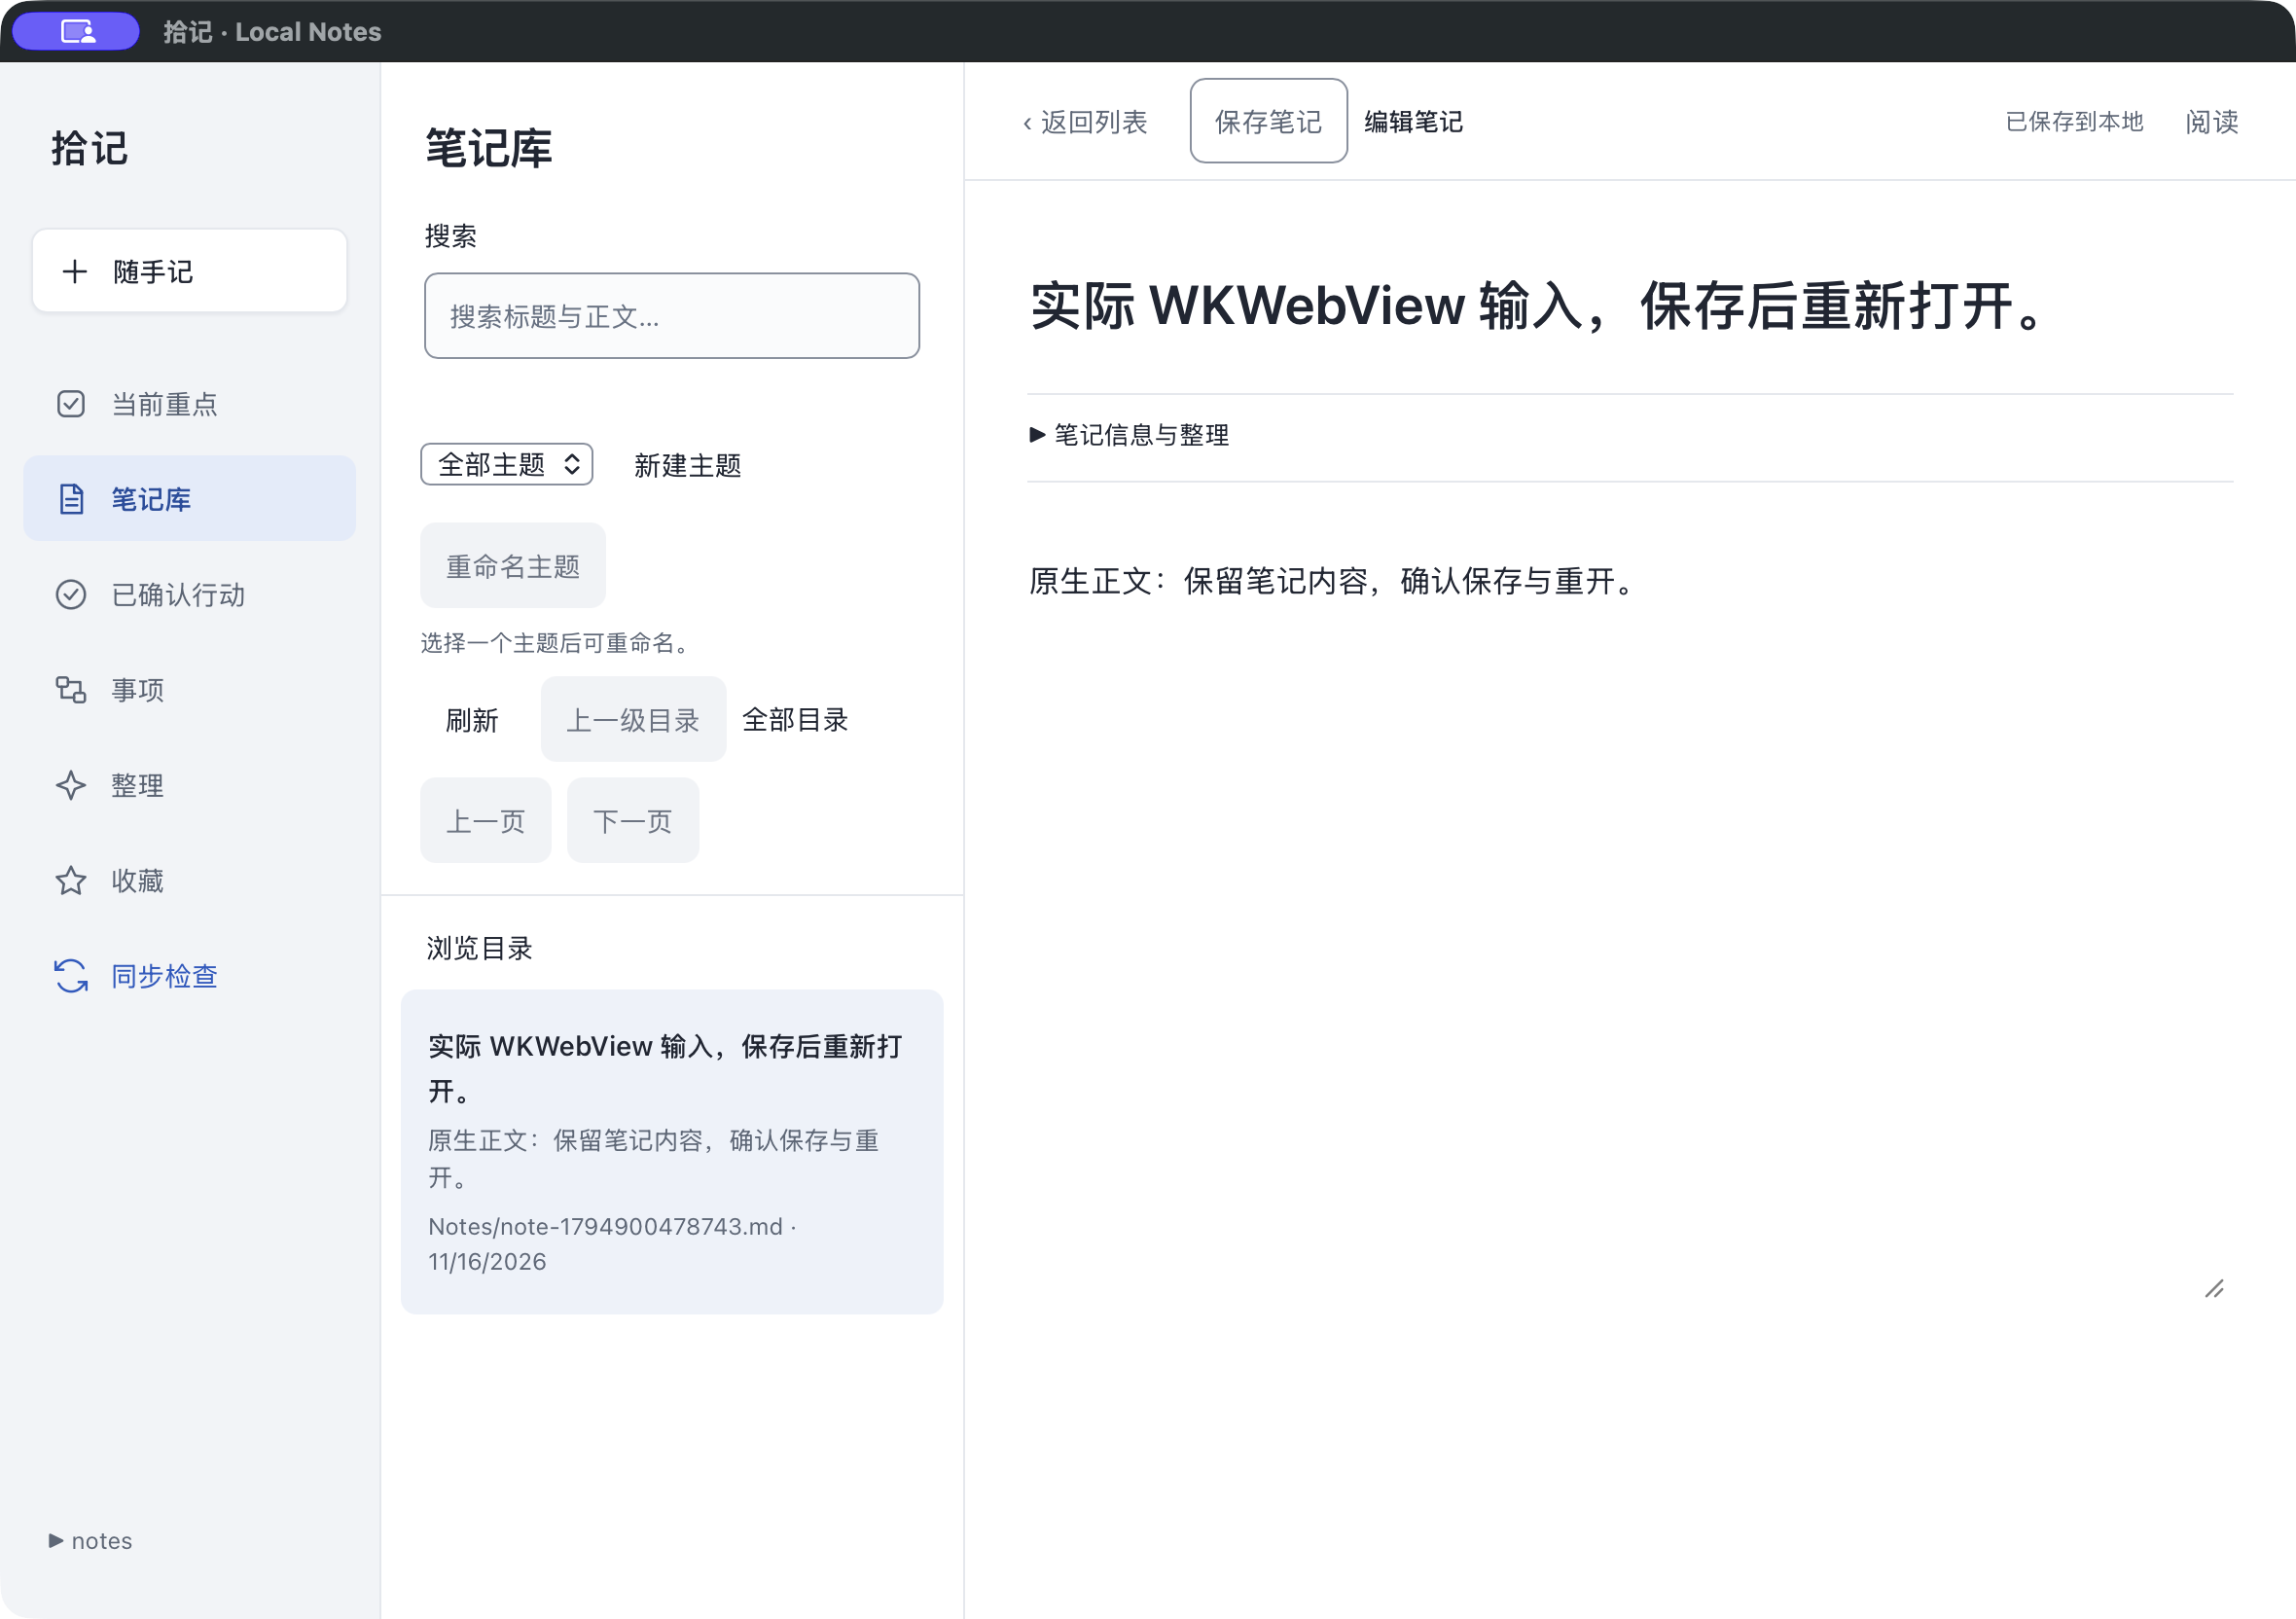 拾记 · Local Notes
拾记
随手记
当前重点
笔记库
已确认行动
事项
整理
收藏
同步检查
notes
笔记库
搜索
搜索标题与正文...
全部主题
新建主题
重命名主题
选择一个主题后可重命名。
刷新
上一级目录
全部目录
上一页
下一页
浏览目录
实际 WKWebView 输入，保存后重新打
开。
原生正文：保留笔记内容，确认保存与重
开。
Notes/note-1794900478743.md ·
11/16/2026
‹ 返回列表
保存笔记
编辑笔记
已保存到本地
阅读
实际 WKWebView 输入，保存后重新打开。
笔记信息与整理
原生正文：保留笔记内容，确认保存与重开。